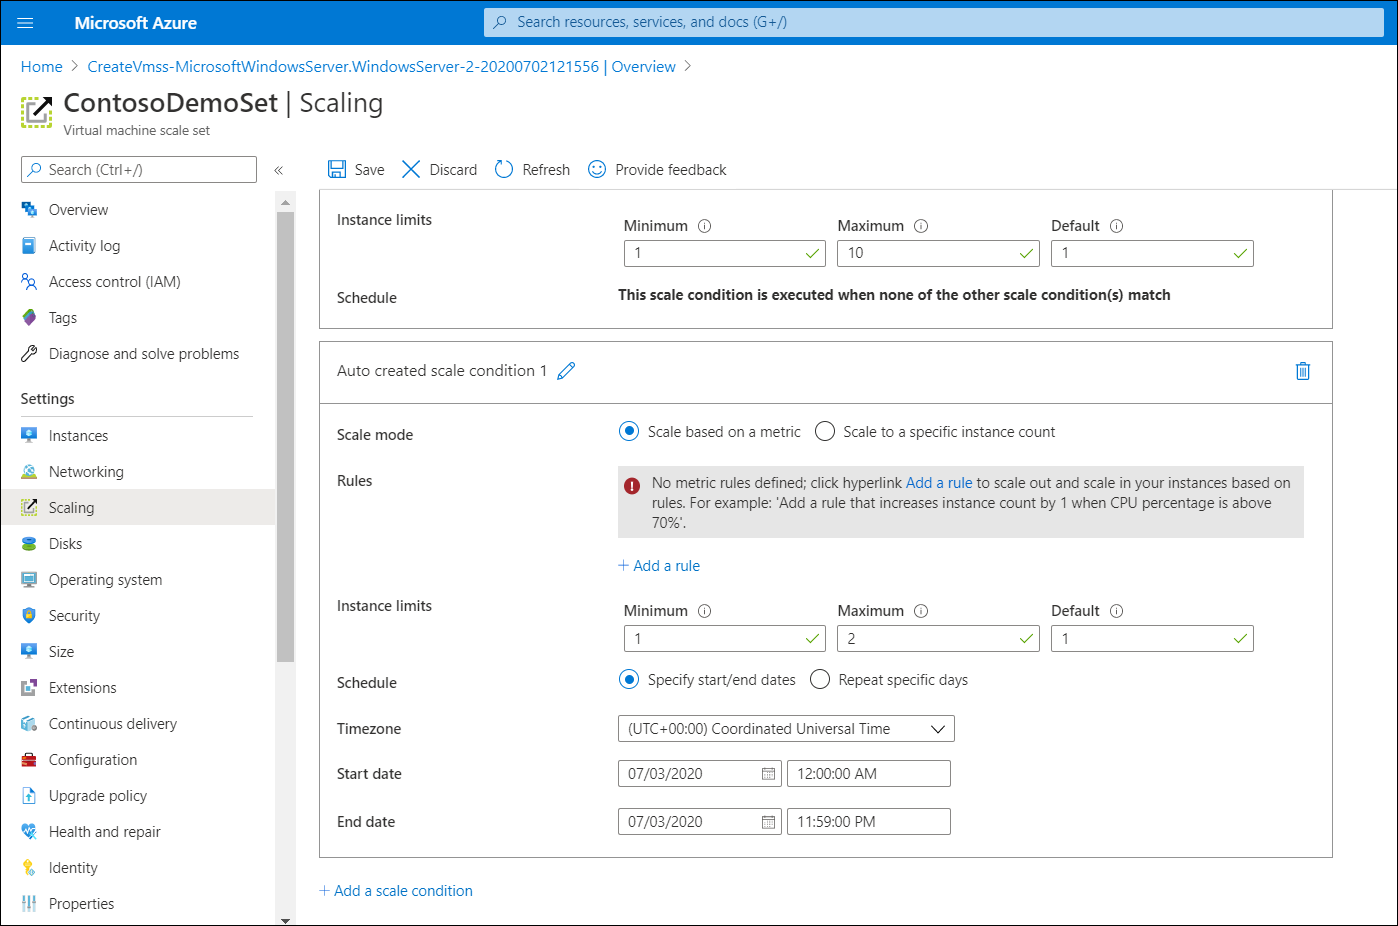 Microsoft Azure
Search resources, services, and docs (G+/)
Home > CreateVmss-MicrosoftWindowsServer.WindowsServer-2-20200702121556 | Overview >
ContosoDemoSet | Scaling
Virtual machine scale set
Search (Ctrl+/)
«
Overview
Activity log
Access control (IAM)
Tags
Diagnose and solve problems
Settings
Instances
Networking
Scaling
Disks
Operating system
Security
Size
Extensions
Continuous delivery
Configuration
Upgrade policy
Health and repair
Identity
Properties
Save Discard Refresh Provide feedback
Instance limits
Minimum Maximum Default
1 10 1
Schedule This scale condition is executed when none of the other scale condition(s) match
Auto created scale condition 1
Scale mode Scale based on a metric Scale to a specific instance count
Rules
No metric rules defined; click hyperlink Add a rule to scale out and scale in your instances based on
rules. For example: 'Add a rule that increases instance count by 1 when CPU percentage is above
70%'.
+ Add a rule
Instance limits
Minimum Maximum Default
1 2 1
Schedule Specify start/end dates Repeat specific days
Timezone (UTC+00:00) Coordinated Universal Time
Start date 07/03/2020 12:00:00 AM
End date 07/03/2020 11:59:00 PM
+ Add a scale condition